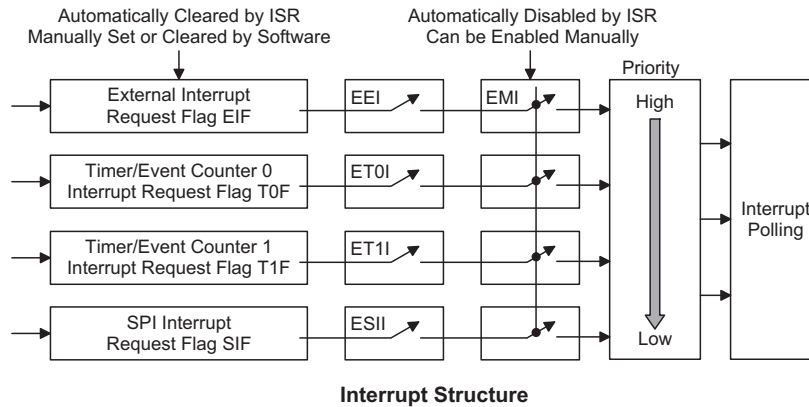 Automatically Cleared by ISR
Manually Set or Cleared by Software
Automatically Disabled by ISR
Can be Enabled Manually
Priority
External Interrupt
Request Flag EIF
EEI
EMI
High
Timer/Event Counter 0
Interrupt Request Flag T0F
ET0I
Timer/Event Counter 1
Interrupt Request Flag T1F
ET1I
SPI Interrupt
Request Flag SIF
ESII
Low
Interrupt
Polling
Interrupt Structure